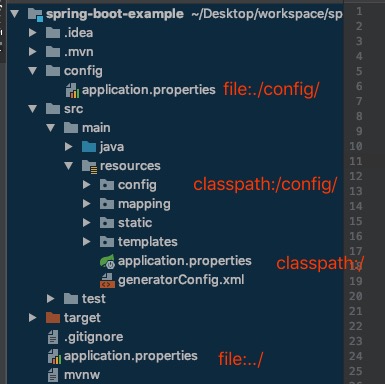 spring-boot-example ~/Desktop/workspace/sp
.idea
.mvn
config
application.properties file:./config/
src
main
java
resources
config classpath:/config/
mapping
static
templates
application.properties classpath:/
generatorConfig.xml
test
target
.gitignore
application.properties file:../
mvnw
1
2
3
4
5
6
7
8
9
10
11
12
13
14
15
16
17
18
19
20
21
22
23
24
25
26